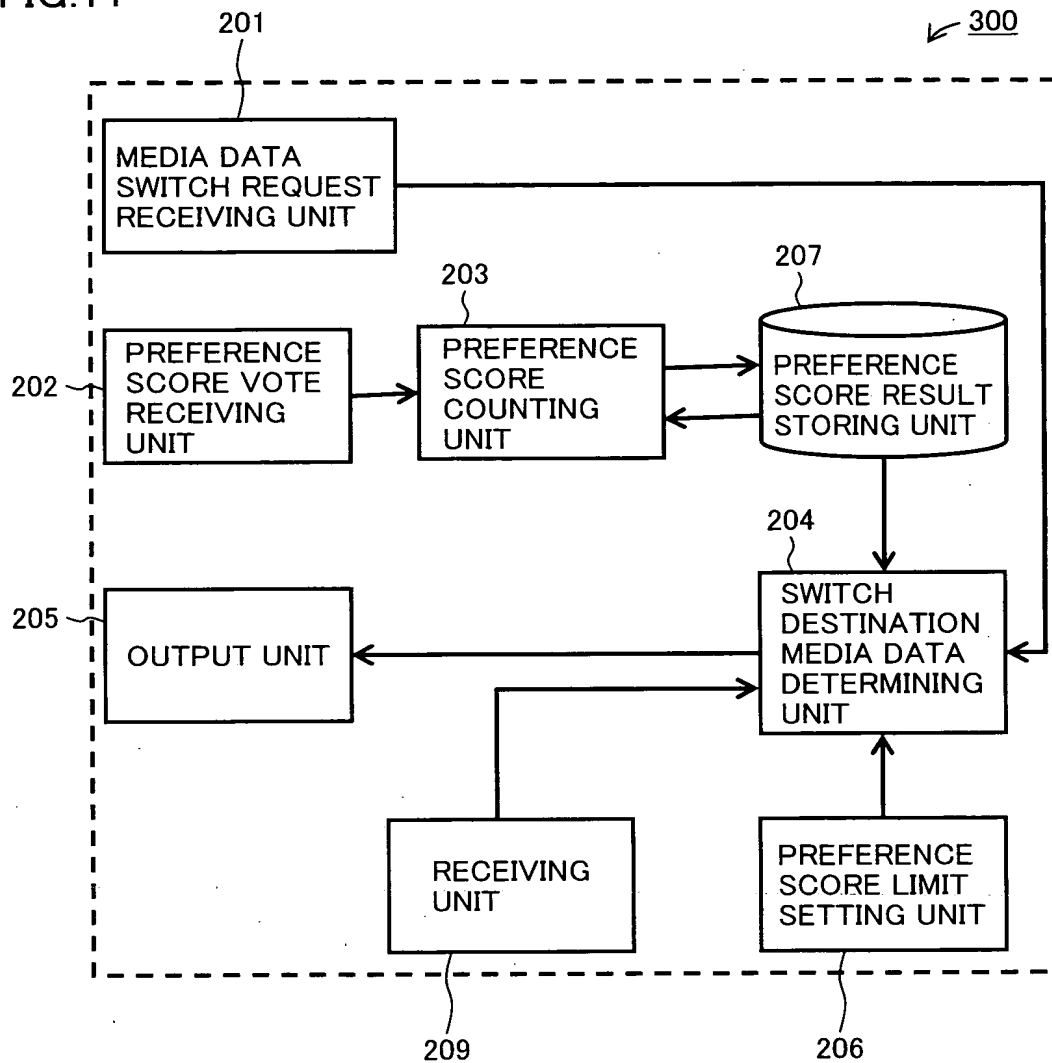 FIG.
300
201
MEDIA DATA
SWITCH REQUEST
RECEIVING UNIT
202
PREFERENCE
SCORE VOTE
RECEIVING
UNIT
203
PREFERENCE
SCORE
COUNTING
UNIT
207
PREFERENCE
SCORE RESULT
STORING UNIT
204
SWITCH
DESTINATION
MEDIA DATA
DETERMINING
UNIT
205
OUTPUT UNIT
RECEIVING
UNIT
209
PREFERENCE
SCORE LIMIT
SETTING UNIT
206